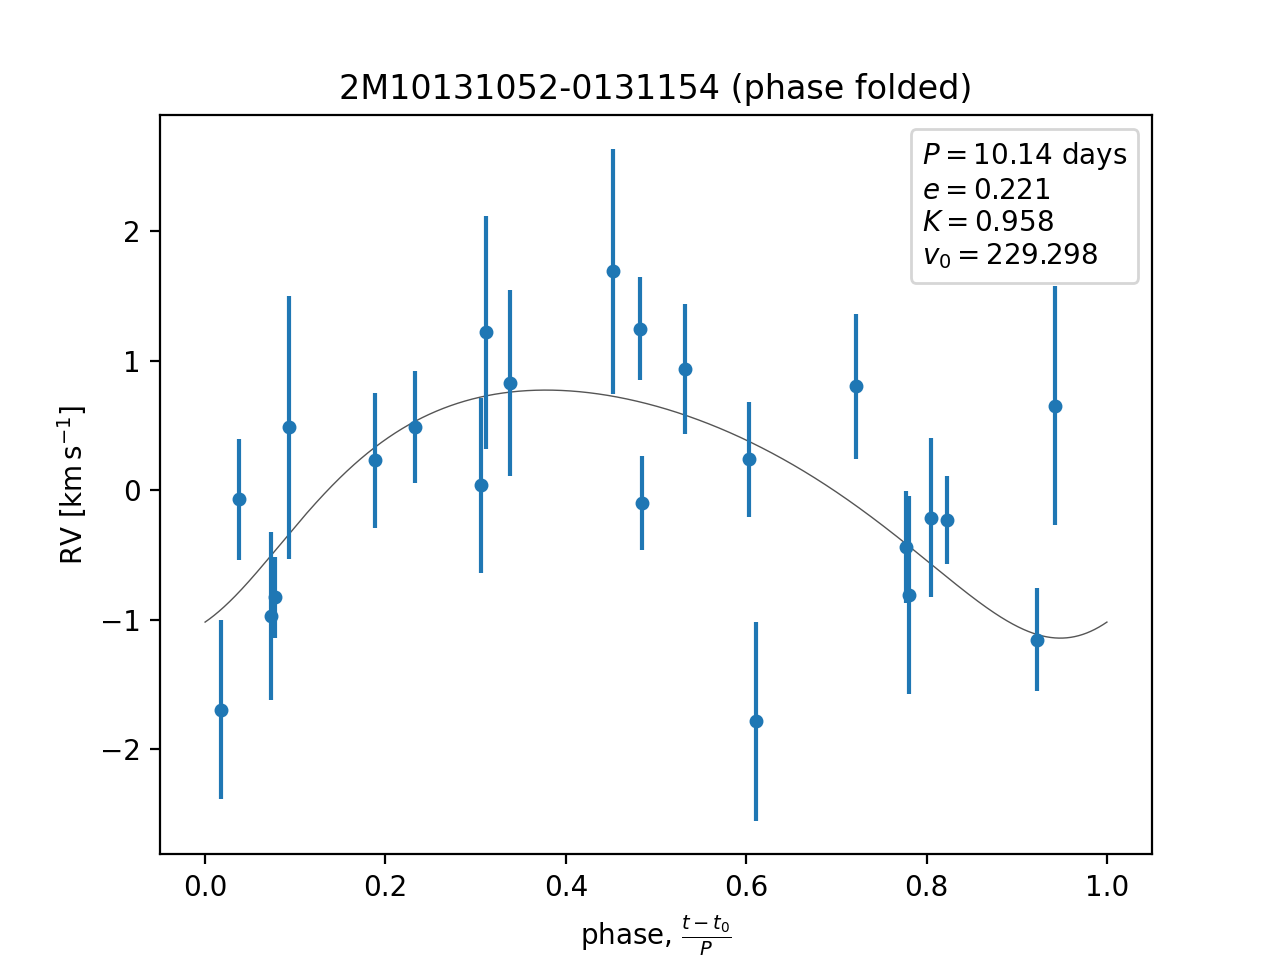 2M10131052-0131154 (phase folded)
P = 10.14 days
e = 0.221
K = 0.958
v₀ = 229.298
RV [km s⁻¹]
2
1
0
−1
−2
0.0 0.2 0.4 0.6 0.8 1.0
phase, (t − t₀)/P